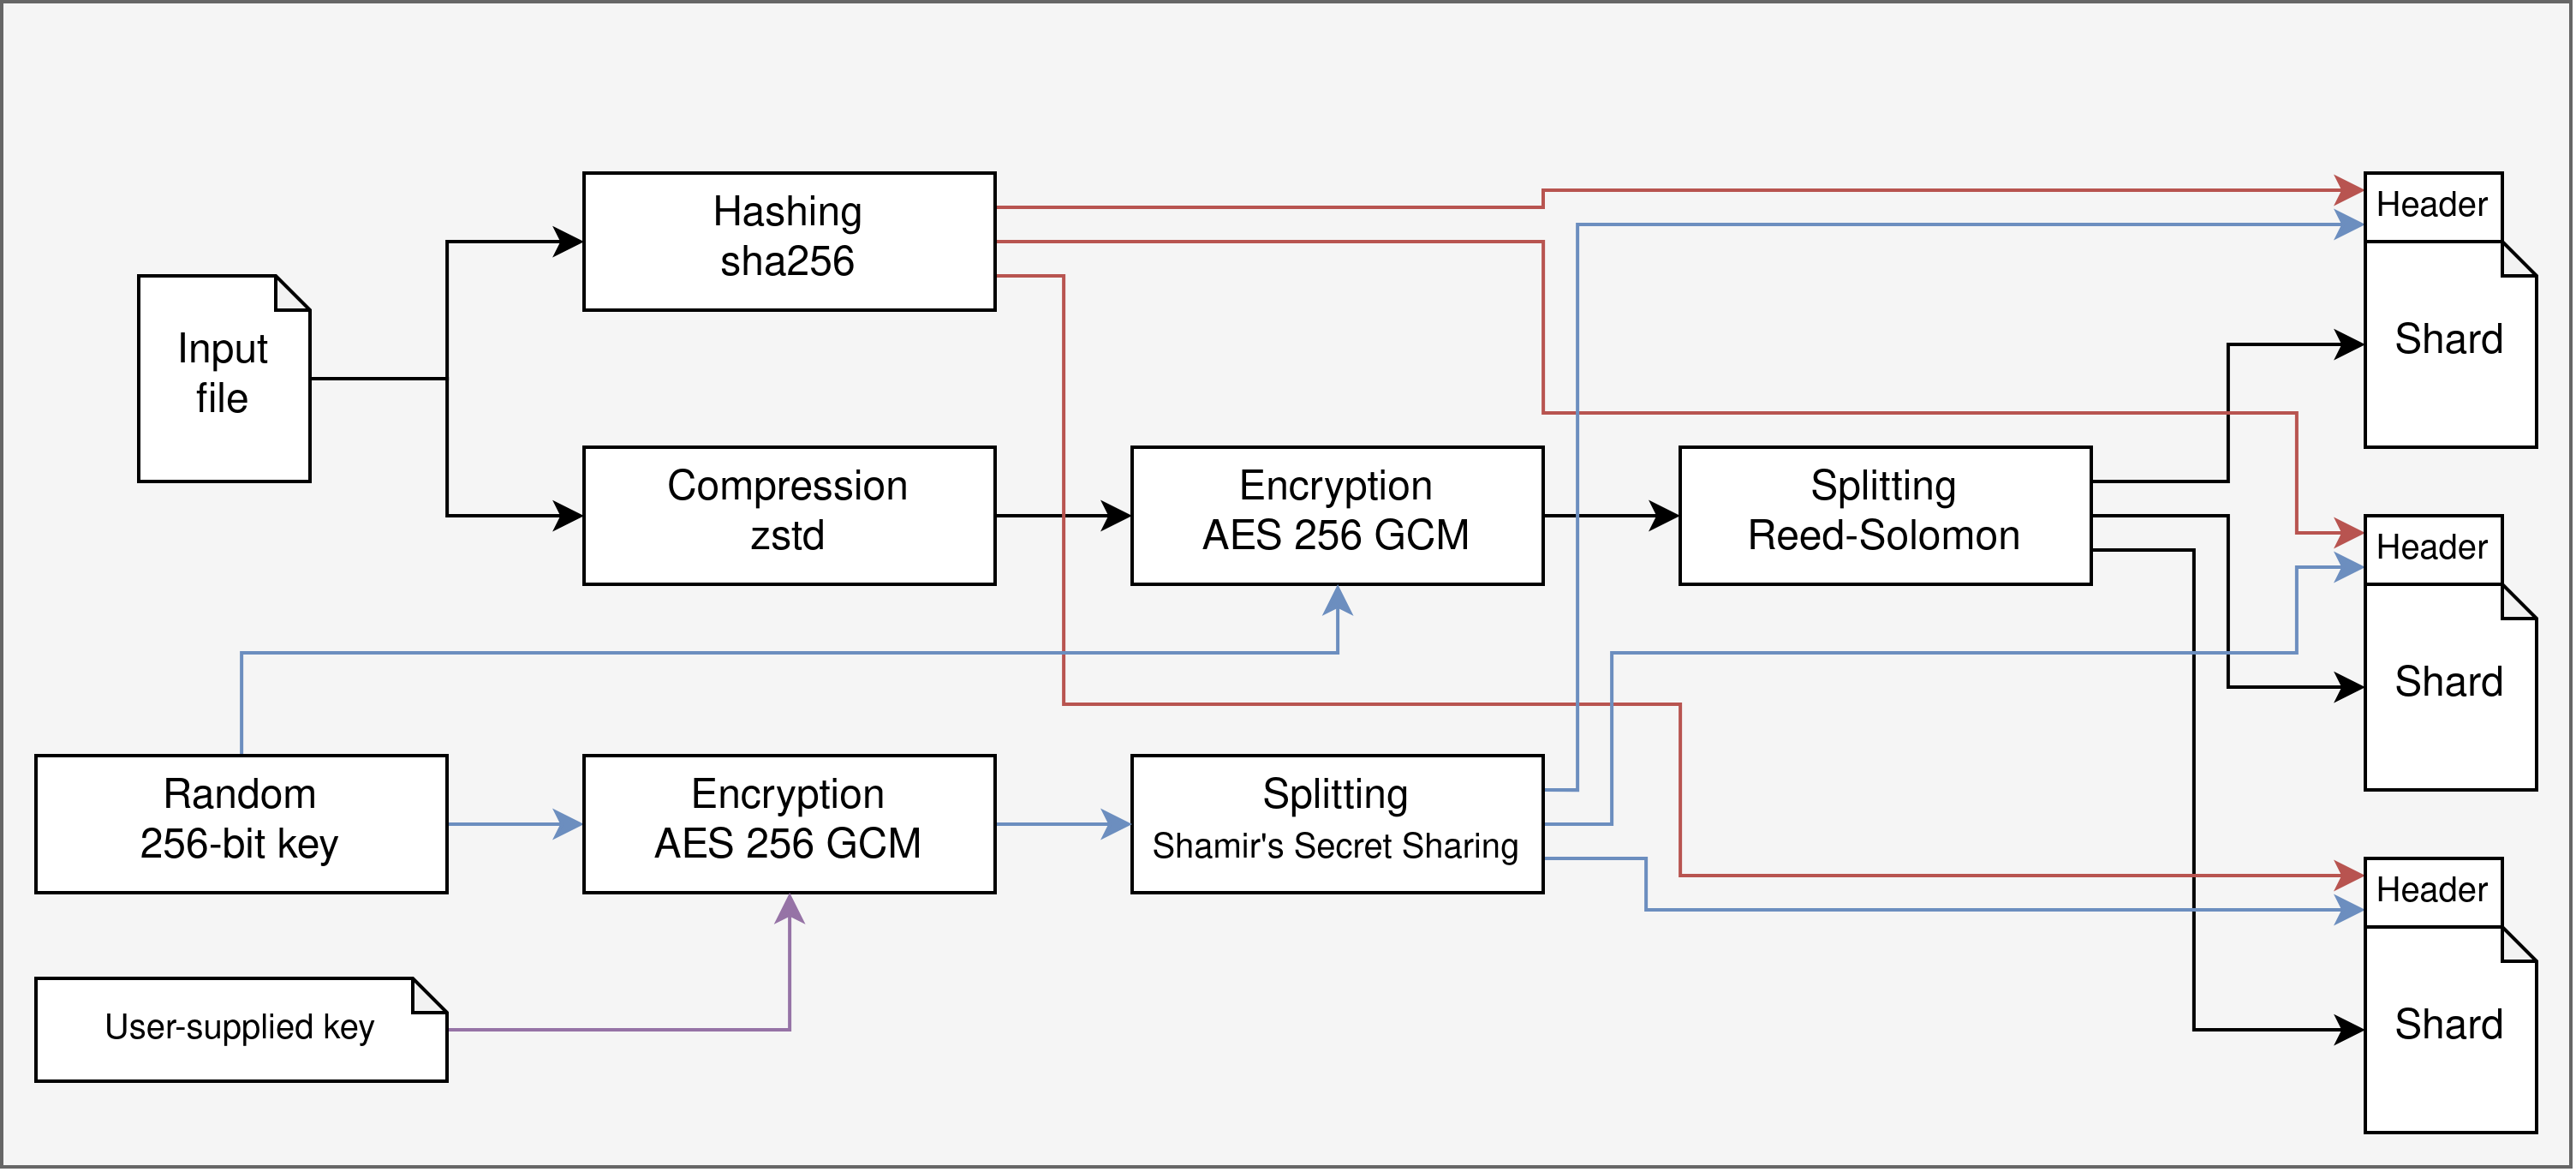 Input
file
Hashing
sha256
Compression
zstd
Encryption
AES 256 GCM
Splitting
Reed-Solomon
Random
256-bit key
Encryption
AES 256 GCM
Splitting
Shamir's Secret Sharing
User-supplied key
Header
Shard
Header
Shard
Header
Shard